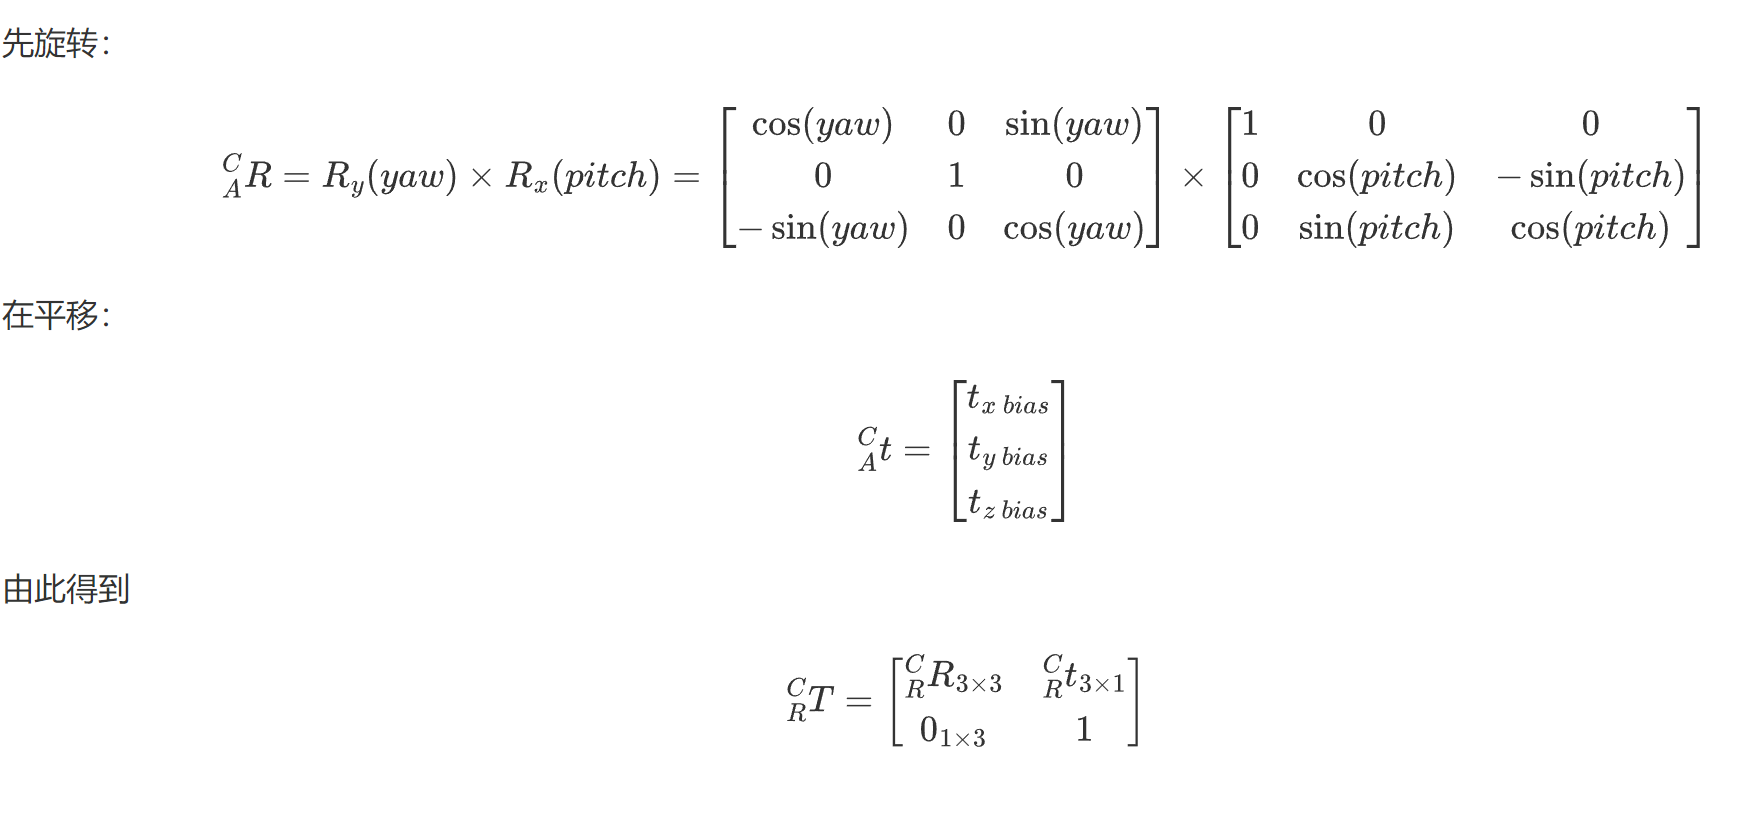 先旋转：
$${}^{C}_{A}R = R_y(yaw) \times R_x(pitch) = \begin{bmatrix} \cos(yaw) & 0 & \sin(yaw) \\ 0 & 1 & 0 \\ -\sin(yaw) & 0 & \cos(yaw) \end{bmatrix} \times \begin{bmatrix} 1 & 0 & 0 \\ 0 & \cos(pitch) & -\sin(pitch) \\ 0 & \sin(pitch) & \cos(pitch) \end{bmatrix}$$
在平移：
$${}^{C}_{A}t = \begin{bmatrix} t_{x\ bias} \\ t_{y\ bias} \\ t_{z\ bias} \end{bmatrix}$$
由此得到
$${}^{C}_{R}T = \begin{bmatrix} {}^{C}_{R}R_{3\times3} & {}^{C}_{R}t_{3\times1} \\ 0_{1\times3} & 1 \end{bmatrix}$$